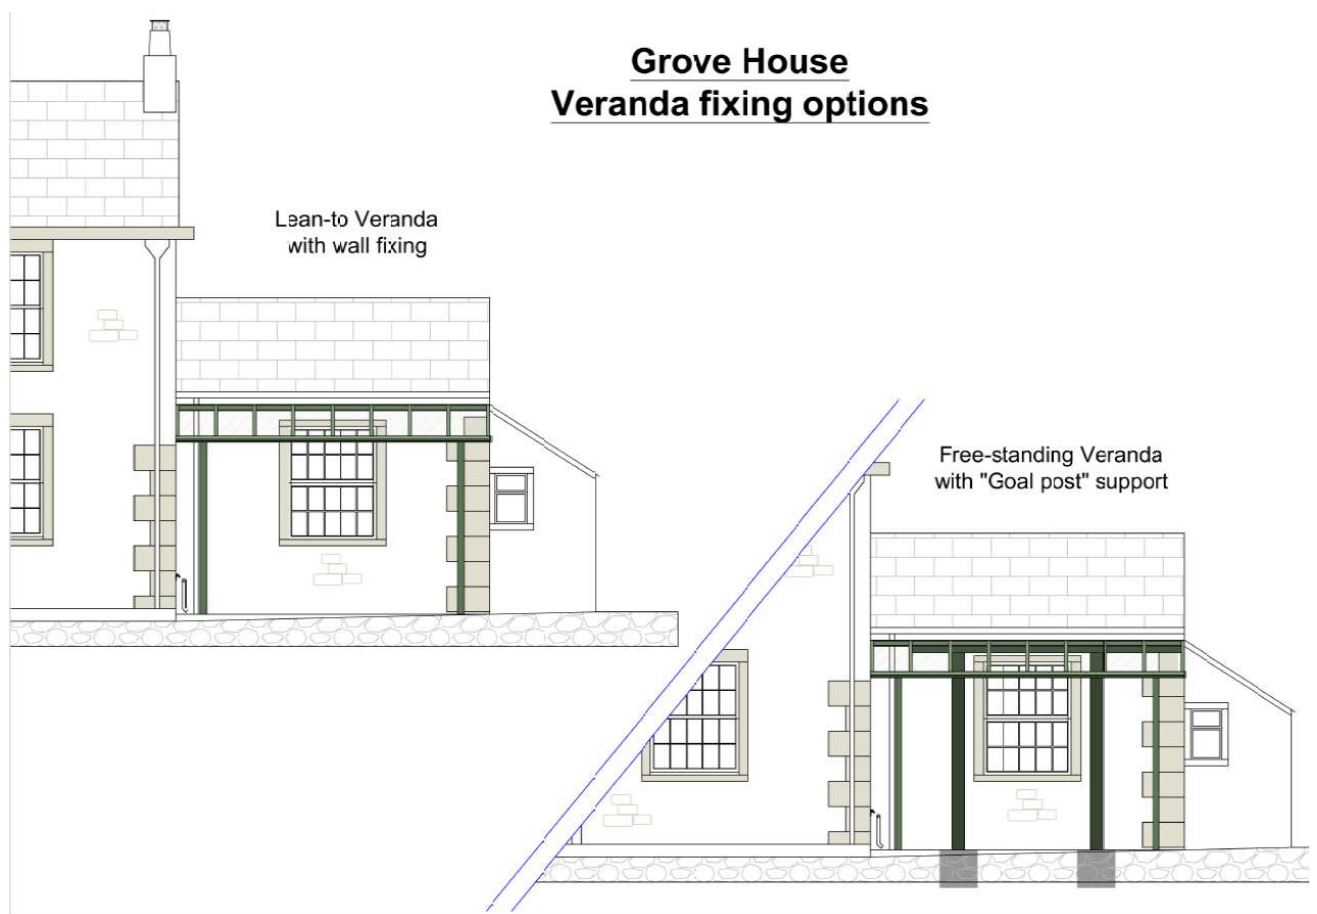 Grove House
Veranda fixing options
Lean-to Veranda
with wall fixing
Free-standing Veranda
with "Goal post" support